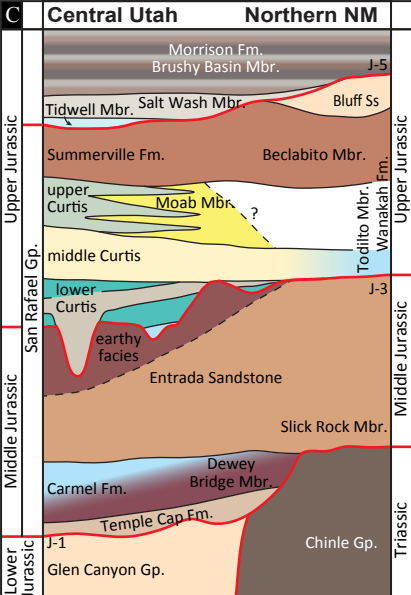 C
Central Utah
Northern NM
Morrison Fm.
Brushy Basin Mbr.
J-5
Tidwell Mbr.
Salt Wash Mbr.
Bluff Ss
Summerville Fm.
Beclabito Mbr.
upper
Curtis
Moab Mbr.
?
Todilto Mbr.
Wanakah Fm.
middle Curtis
J-3
lower
Curtis
earthy
facies
Entrada Sandstone
Slick Rock Mbr.
Dewey
Bridge Mbr.
Carmel Fm.
Temple Cap Fm.
J-1
Glen Canyon Gp.
Chinle Gp.
Upper Jurassic
Middle Jurassic
Lower
Jurassic
San Rafael Gp.
Upper Jurassic
Middle Jurassic
Triassic